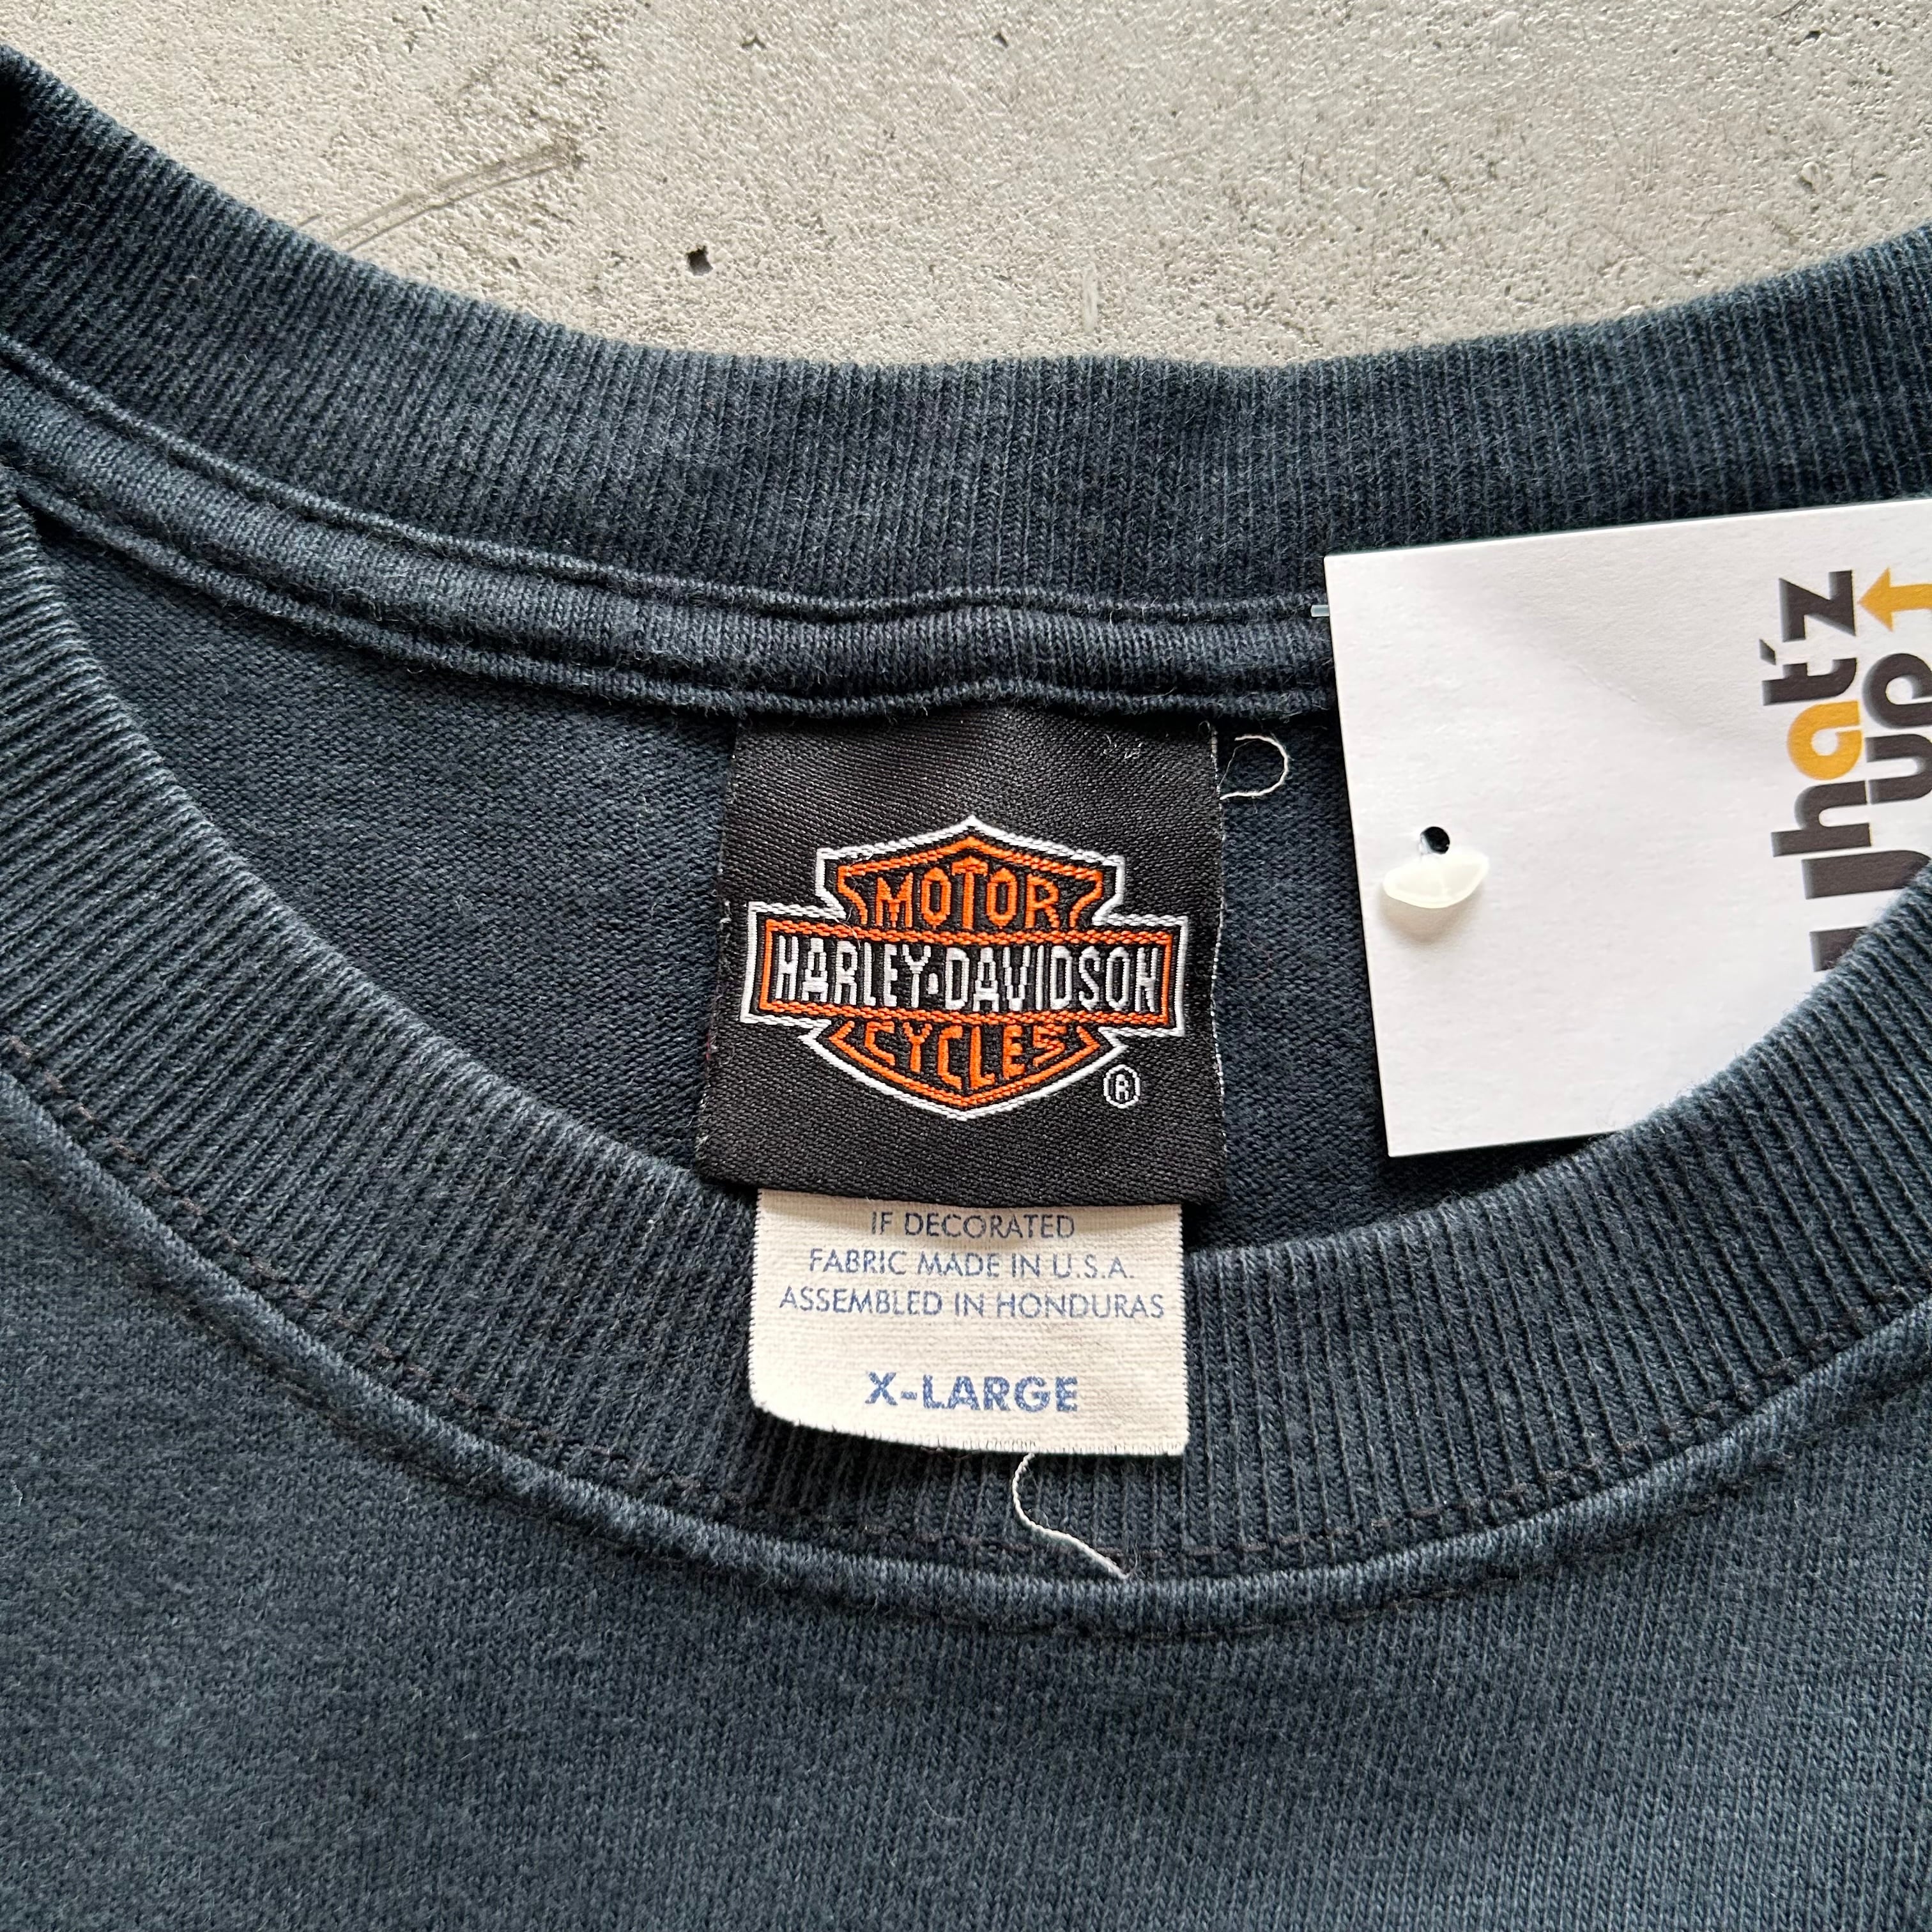 MOTOR
HARLEY-DAVIDSON
CYCLES
®
IF DECORATED
FABRIC MADE IN U.S.A.
ASSEMBLED IN HONDURAS
X-LARGE